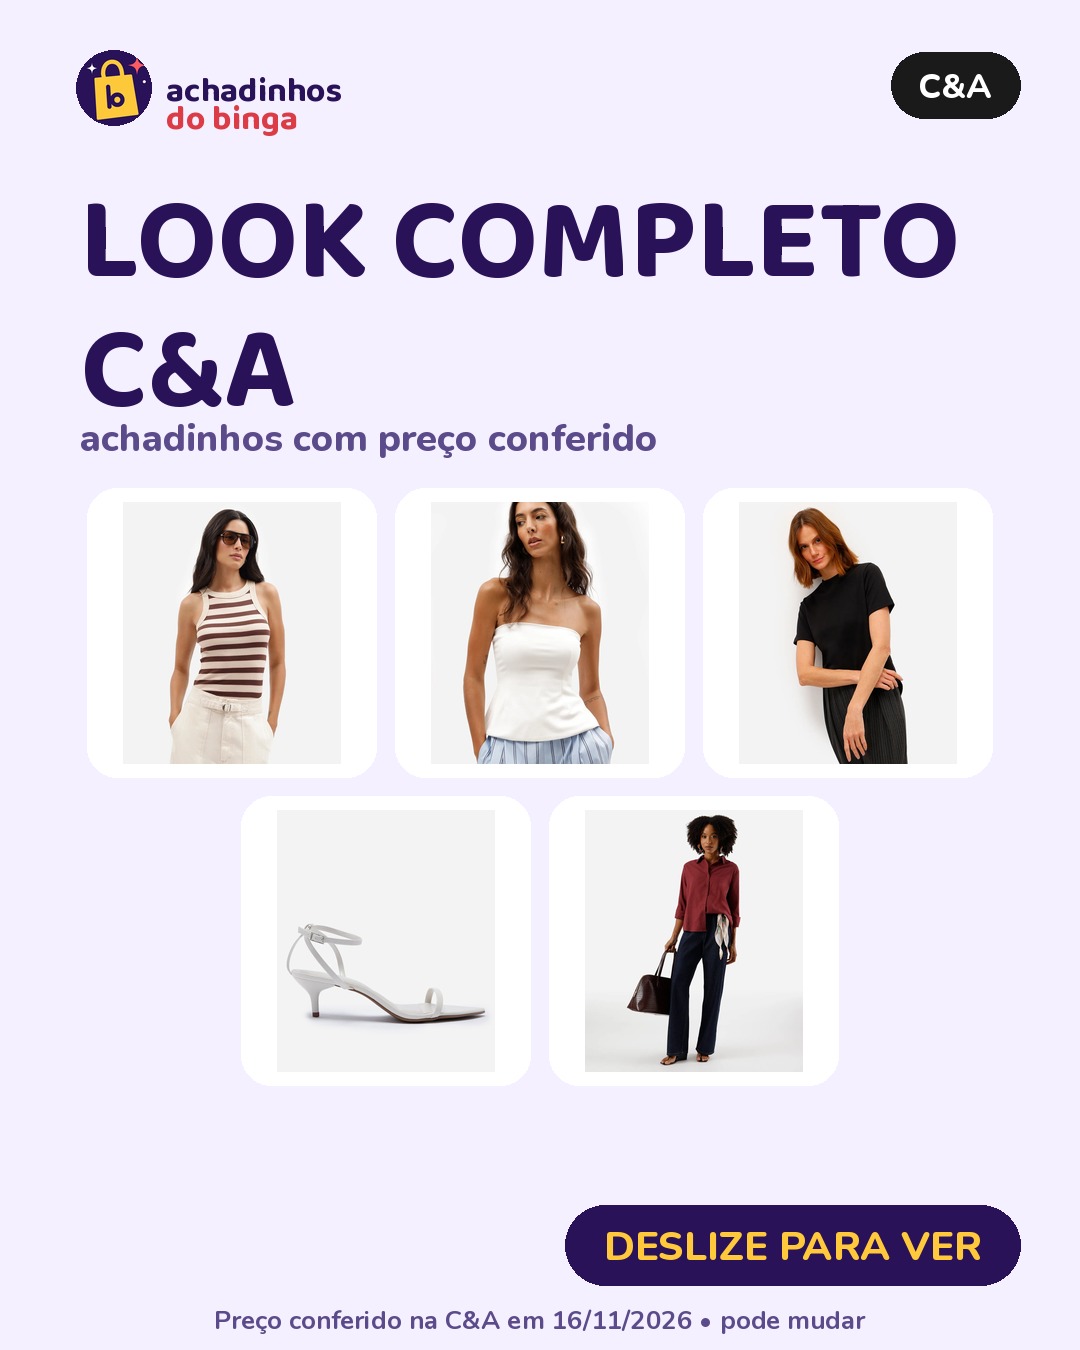 achadinhos
do binga
C&A
LOOK COMPLETO
C&A
achadinhos com preço conferido
DESLIZE PARA VER
Preço conferido na C&A em 16/11/2026 • pode mudar